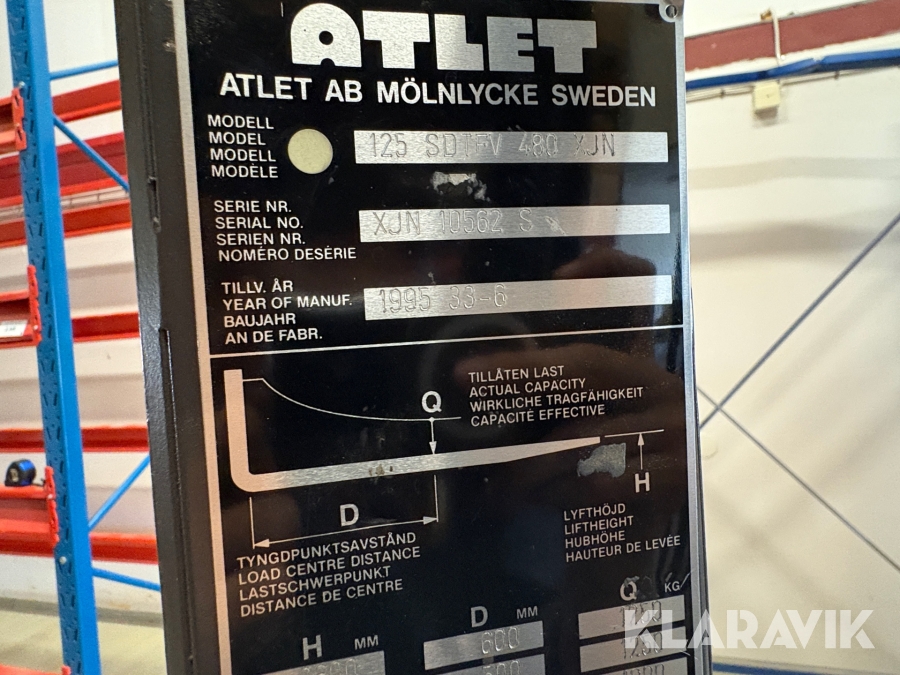 ATLET
ATLET AB MÖLNLYCKE SWEDEN
MODELL
MODEL
MODELL
MODÈLE
125 SDTFV 480 XJN
SERIE NR.
SERIAL NO.
SERIEN NR.
NOMÉRO DESÉRIE
XJN 10562 S
TILLV. ÅR
YEAR OF MANUF.
BAUJAHR
AN DE FABR.
1995 33-6
Q
TILLÅTEN LAST
ACTUAL CAPACITY
WIRKLICHE TRAGFÄHIGKEIT
CAPACITÉ EFFECTIVE
D
H
TYNGDPUNKTSAVSTÅND
LOAD CENTRE DISTANCE
LASTSCHWERPUNKT
DISTANCE DE CENTRE
LYFTHÖJD
LIFTHEIGHT
HUBHÖHE
HAUTEUR DE LEVÉE
H MM
D MM
Q KG/
600
KLARAVIK